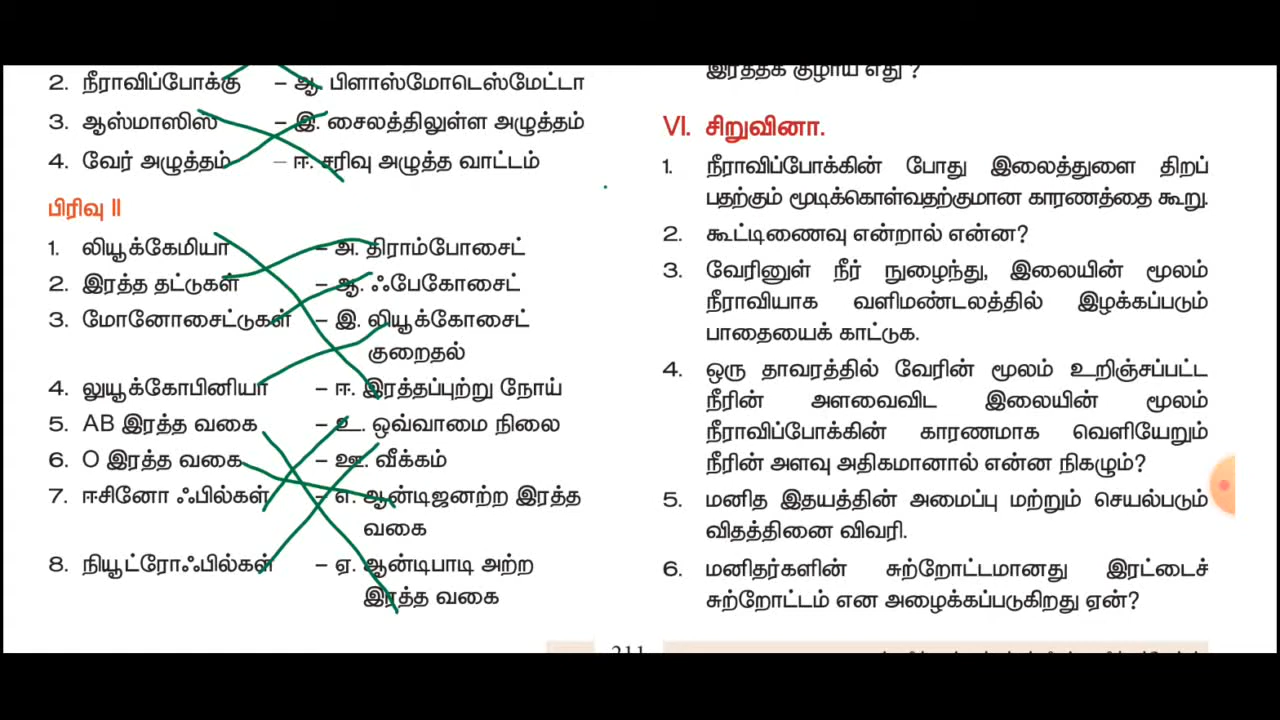 2. நீராவிப்போக்கு – ஆ. பிளாஸ்மோடெஸ்மேட்டா
3. ஆஸ்மாஸிஸ் – இ. சைலத்திலுள்ள அழுத்தம்
4. வேர் அழுத்தம் – ஈ. சரிவு அழுத்த வாட்டம்
பிரிவு II
1. லியூக்கேமியா – அ. திராம்போசைட்
2. இரத்த தட்டுகள் – ஆ. ஃபேகோசைட்
3. மோனோசைட்டுகள் – இ. லியூக்கோசைட்
குறைதல்
4. லுயூக்கோபினியா – ஈ. இரத்தப்புற்று நோய்
5. AB இரத்த வகை – உ. ஒவ்வாமை நிலை
6. O இரத்த வகை – ஊ. வீக்கம்
7. ஈசினோ ஃபில்கள் – எ. ஆன்டிஜனற்ற இரத்த
வகை
8. நியூட்ரோஃபில்கள் – ஏ. ஆன்டிபாடி அற்ற
இரத்த வகை
இரத்தக் குழாய் எது ?
VI. சிறுவினா.
1. நீராவிப்போக்கின் போது இலைத்துளை திறப்
பதற்கும் மூடிக்கொள்வதற்குமான காரணத்தை கூறு.
2. கூட்டிணைவு என்றால் என்ன?
3. வேரினுள் நீர் நுழைந்து, இலையின் மூலம்
நீராவியாக வளிமண்டலத்தில் இழக்கப்படும்
பாதையைக் காட்டுக.
4. ஒரு தாவரத்தில் வேரின் மூலம் உறிஞ்சப்பட்ட
நீரின் அளவைவிட இலையின் மூலம்
நீராவிப்போக்கின் காரணமாக வெளியேறும்
நீரின் அளவு அதிகமானால் என்ன நிகழும்?
5. மனித இதயத்தின் அமைப்பு மற்றும் செயல்படும்
விதத்தினை விவரி.
6. மனிதர்களின் சுற்றோட்டமானது இரட்டைச்
சுற்றோட்டம் என அழைக்கப்படுகிறது ஏன்?
211